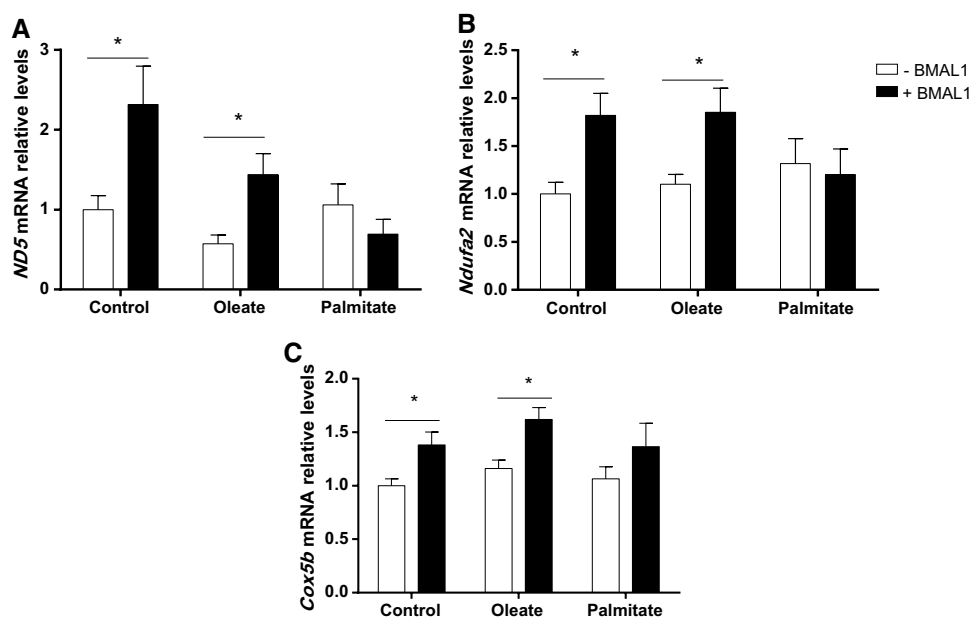 A
ND5 mRNA relative levels
3
2
1
0
*
*
Control Oleate Palmitate
B
Ndufa2 mRNA relative levels
2.5
2.0
1.5
1.0
0.5
0.0
*
*
Control Oleate Palmitate
- BMAL1
+ BMAL1
C
Cox5b mRNA relative levels
2.0
1.5
1.0
0.5
0.0
*
*
Control Oleate Palmitate